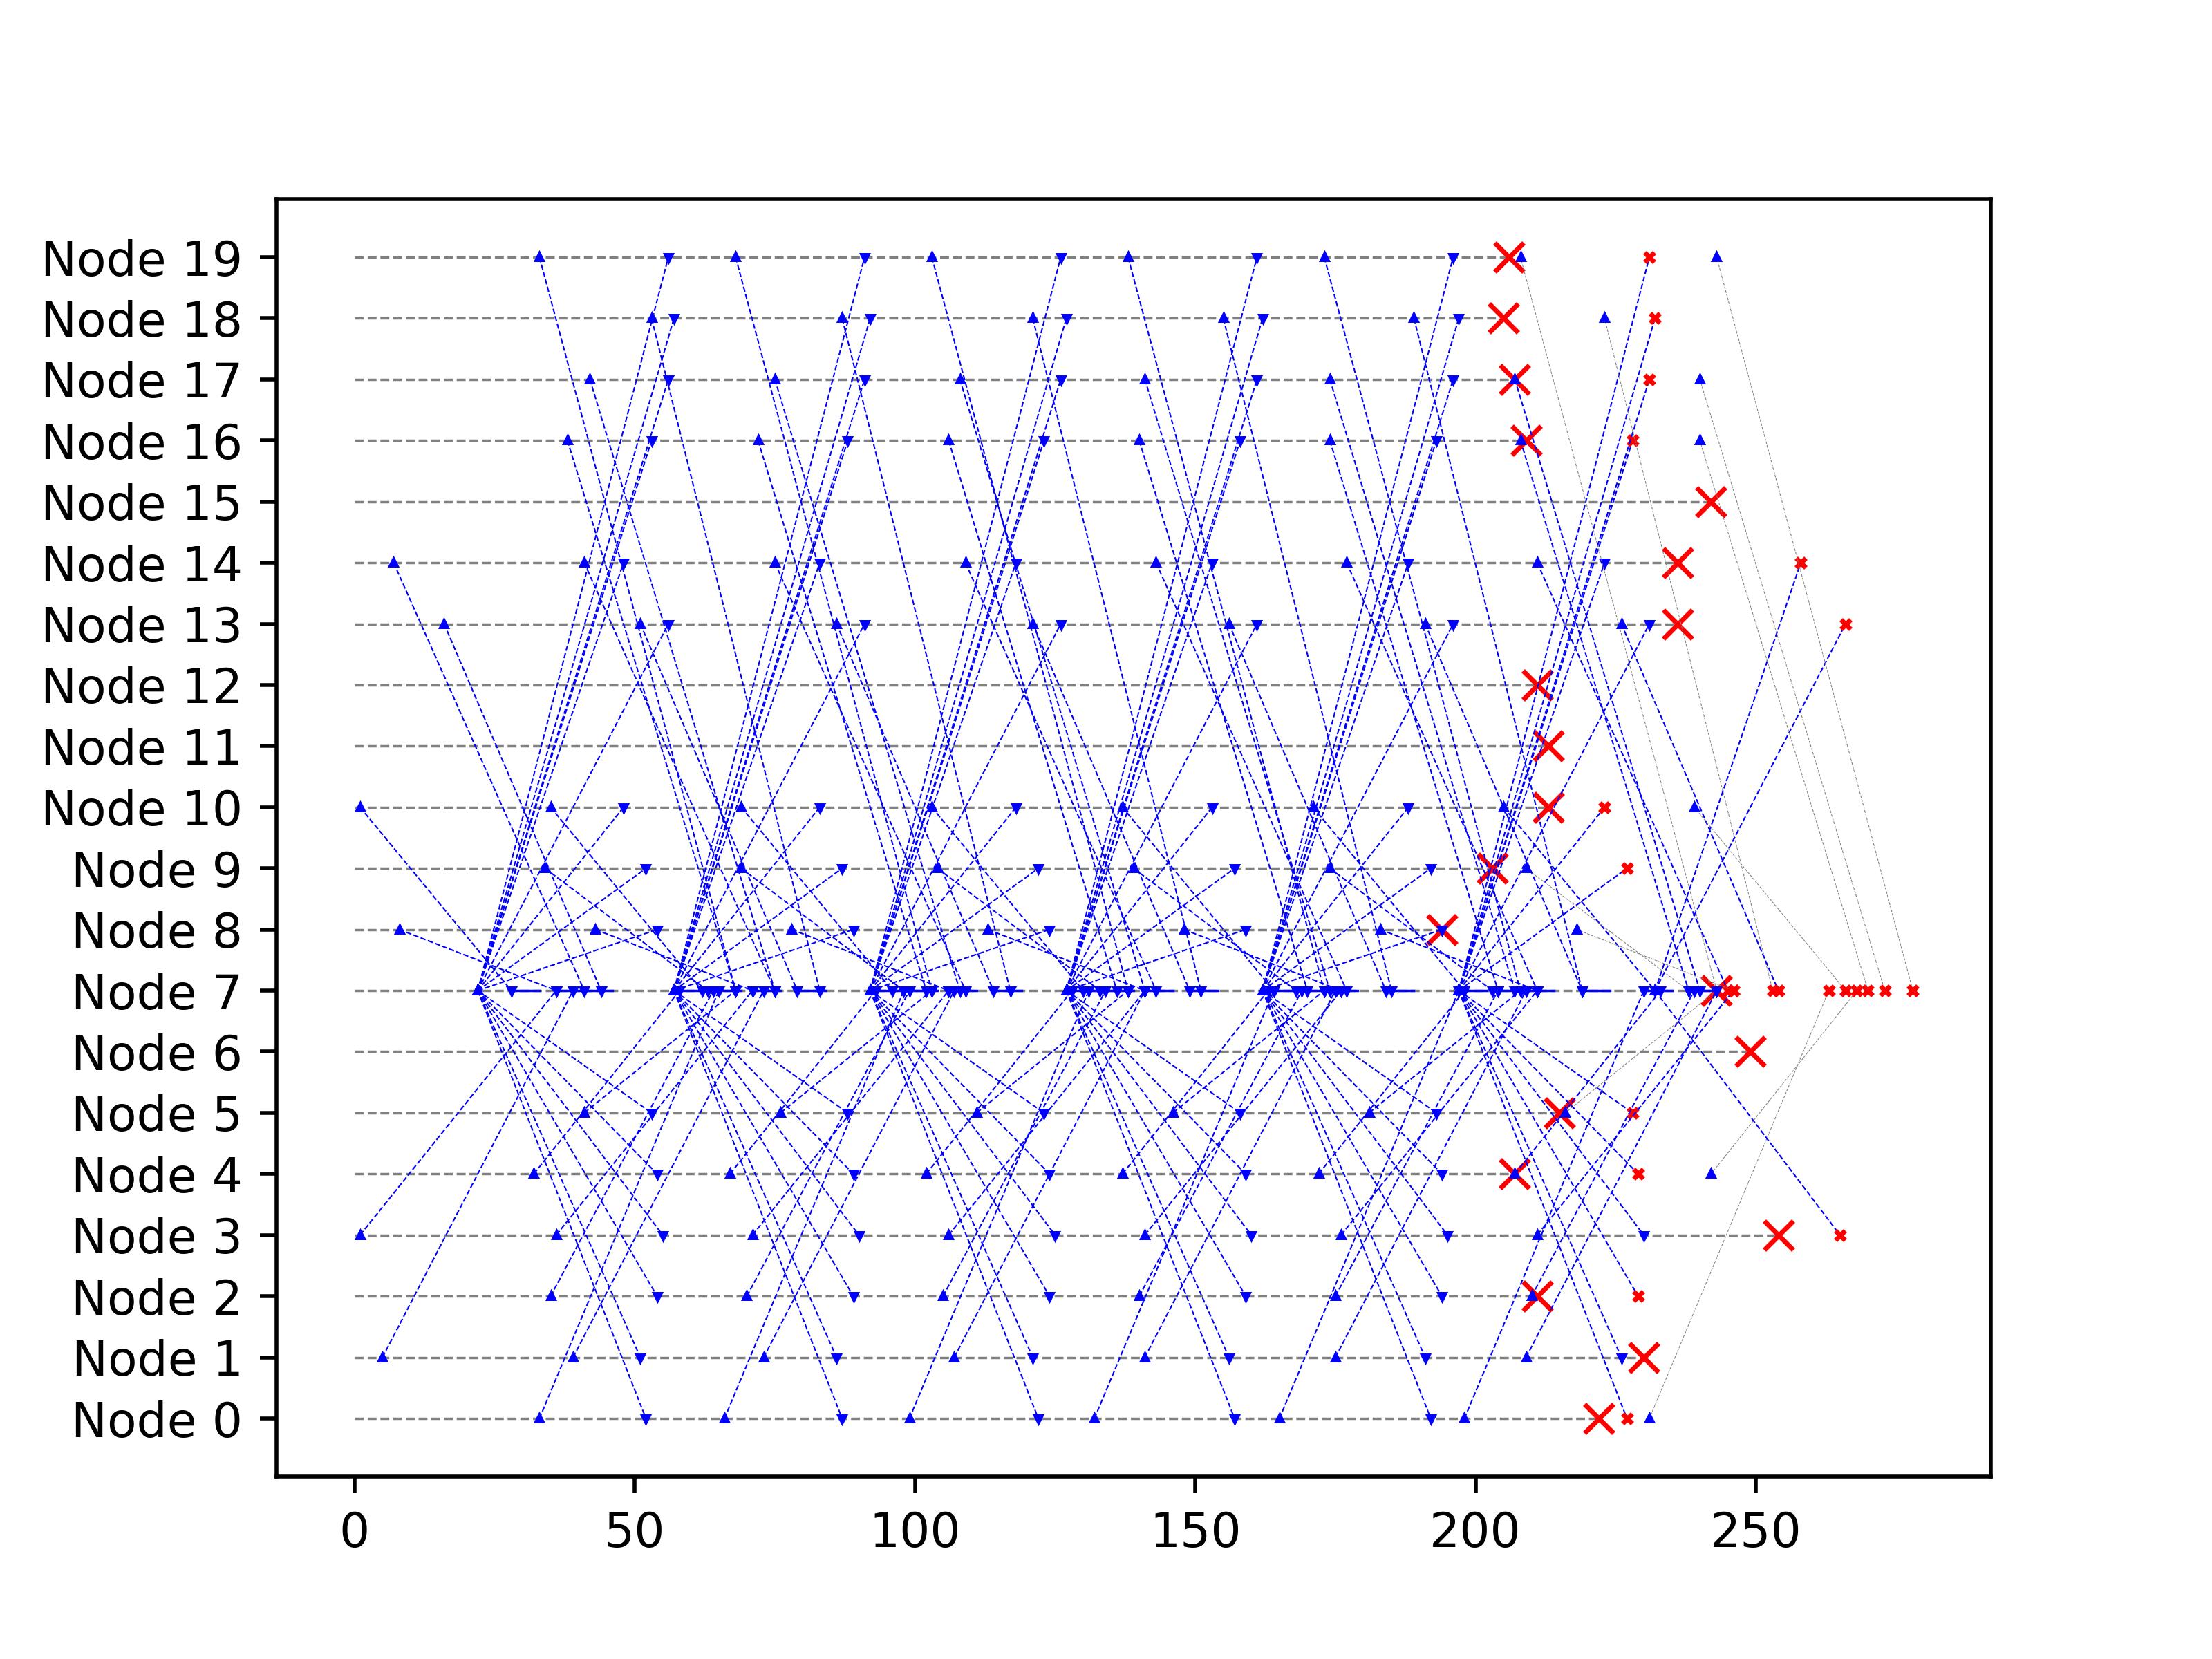 Node 19
Node 18
Node 17
Node 16
Node 15
Node 14
Node 13
Node 12
Node 11
Node 10
Node 9
Node 8
Node 7
Node 6
Node 5
Node 4
Node 3
Node 2
Node 1
Node 0
0 50 100 150 200 250